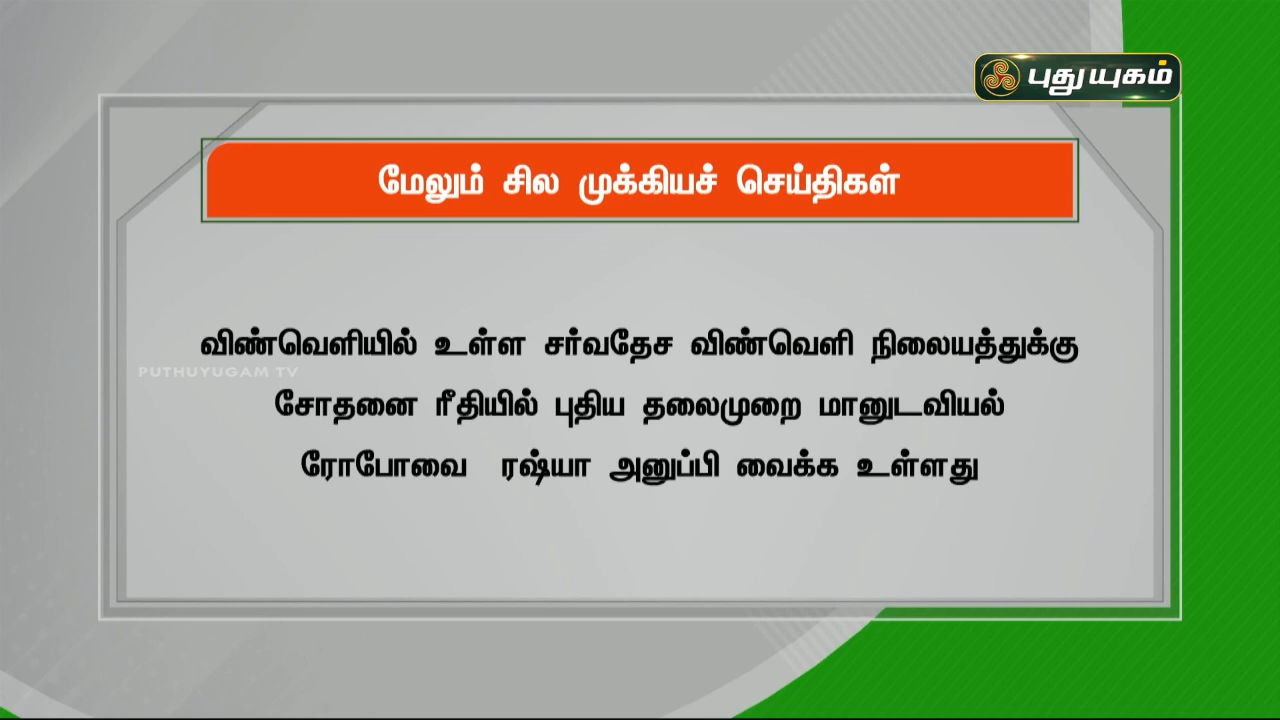 புதுயுகம்
மேலும் சில முக்கியச் செய்திகள்
விண்வெளியில் உள்ள சர்வதேச விண்வெளி நிலையத்துக்கு
PUTHUYUGAM TV
சோதனை ரீதியில் புதிய தலைமுறை மானுடவியல்
ரோபோவை ரஷ்யா அனுப்பி வைக்க உள்ளது